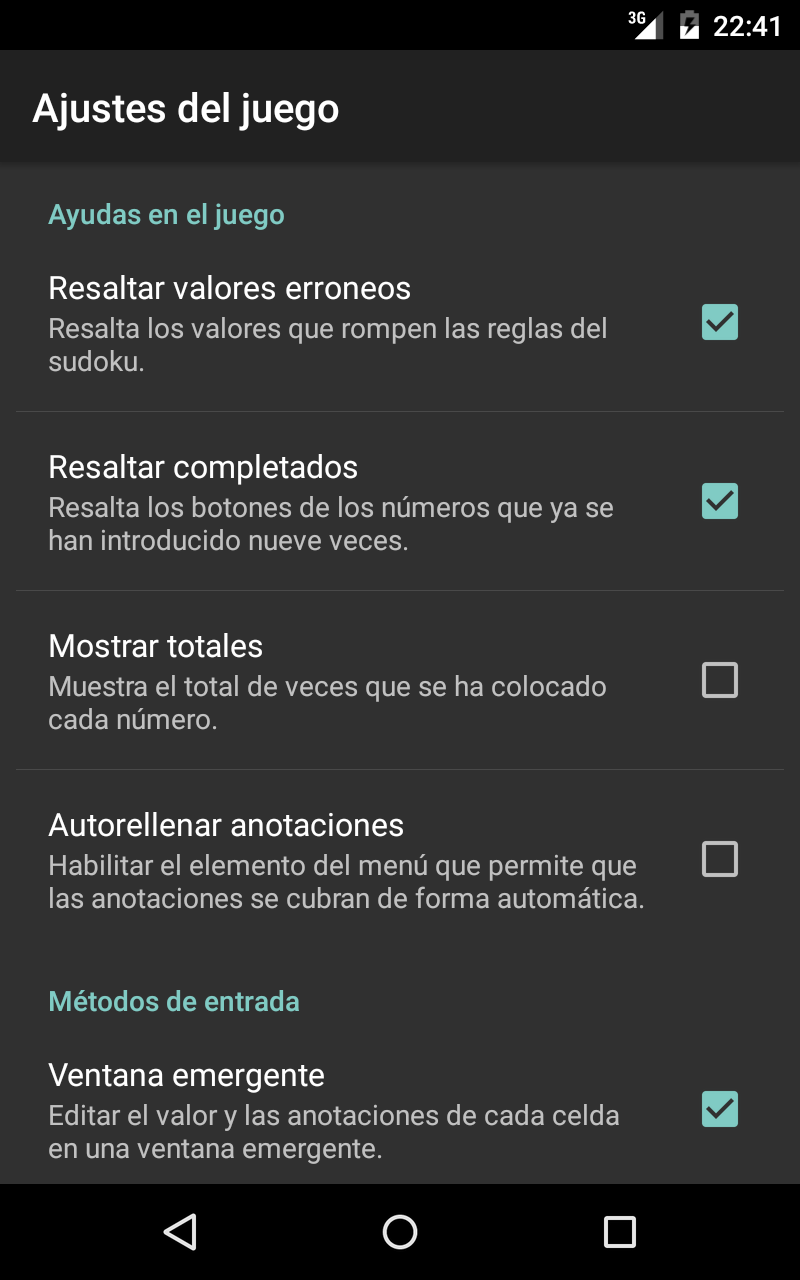 3G 22:41
Ajustes del juego
Ayudas en el juego
Resaltar valores erroneos
Resalta los valores que rompen las reglas del
sudoku.
Resaltar completados
Resalta los botones de los números que ya se
han introducido nueve veces.
Mostrar totales
Muestra el total de veces que se ha colocado
cada número.
Autorellenar anotaciones
Habilitar el elemento del menú que permite que
las anotaciones se cubran de forma automática.
Métodos de entrada
Ventana emergente
Editar el valor y las anotaciones de cada celda
en una ventana emergente.